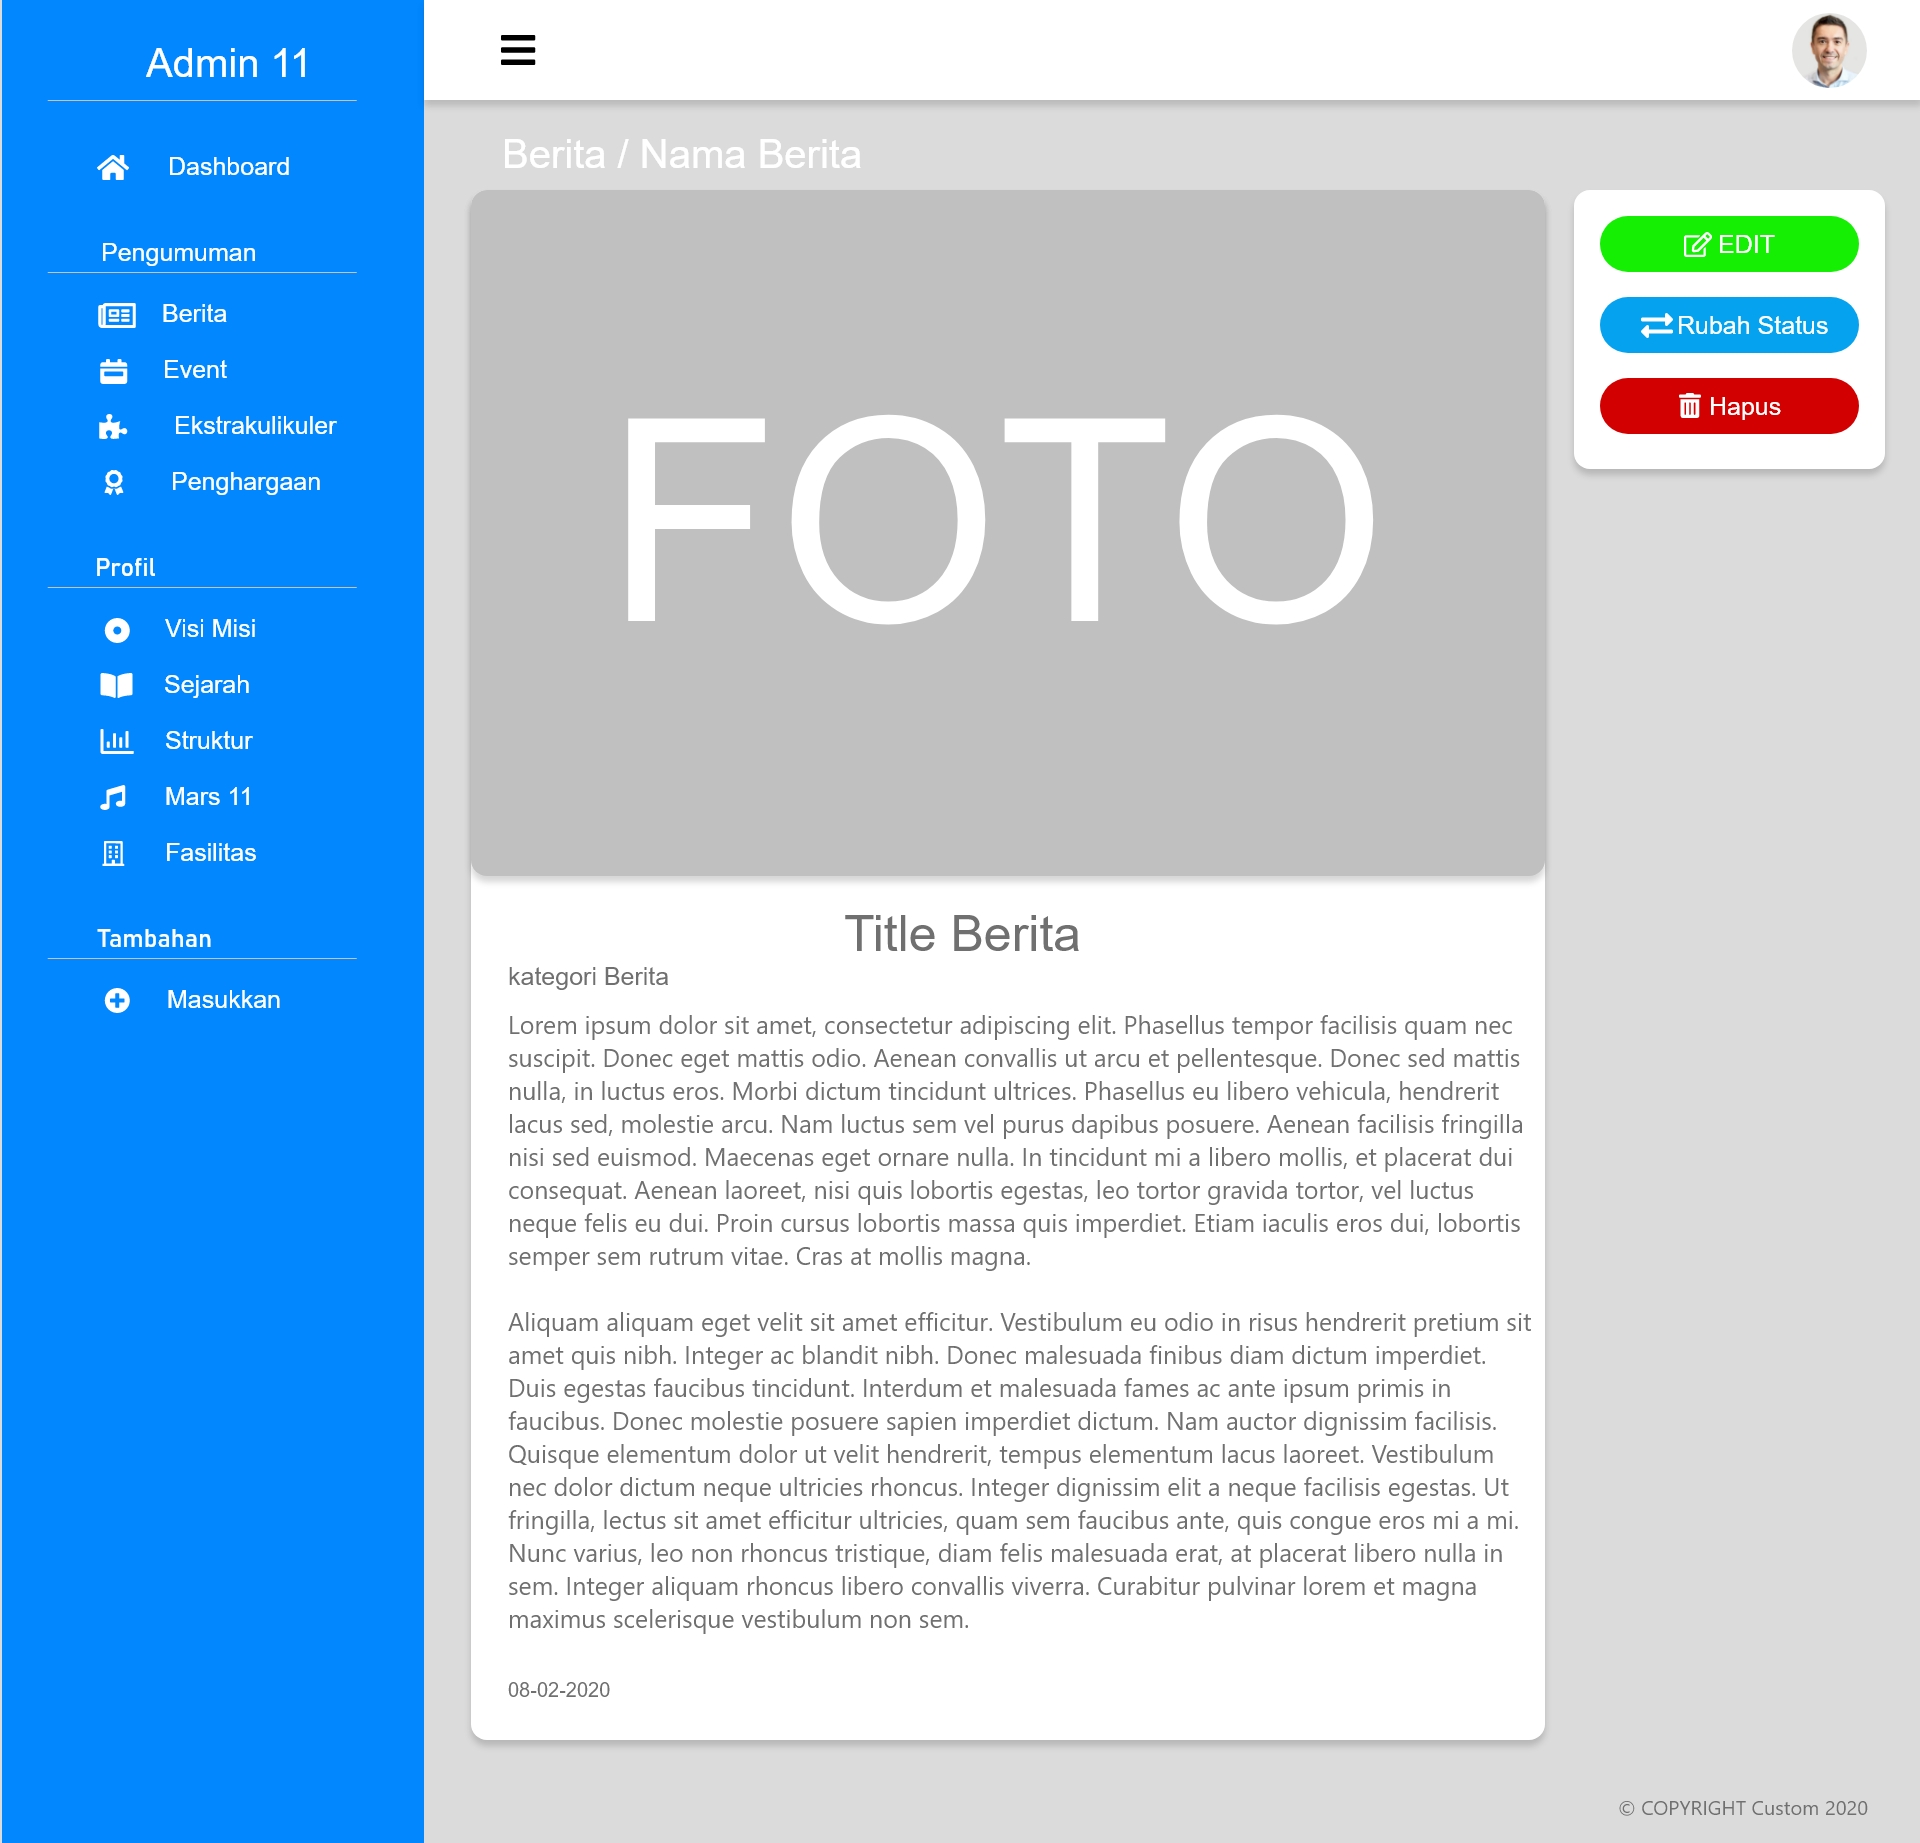 Admin 11
Dashboard
Pengumuman
Berita
Event
Ekstrakulikuler
Penghargaan
Profil
Visi Misi
Sejarah
Struktur
Mars 11
Fasilitas
Tambahan
Masukkan
Berita / Nama Berita
FOTO
EDIT
Rubah Status
Hapus
Title Berita
kategori Berita
Lorem ipsum dolor sit amet, consectetur adipiscing elit. Phasellus tempor facilisis quam nec
suscipit. Donec eget mattis odio. Aenean convallis ut arcu et pellentesque. Donec sed mattis
nulla, in luctus eros. Morbi dictum tincidunt ultrices. Phasellus eu libero vehicula, hendrerit
lacus sed, molestie arcu. Nam luctus sem vel purus dapibus posuere. Aenean facilisis fringilla
nisi sed euismod. Maecenas eget ornare nulla. In tincidunt mi a libero mollis, et placerat dui
consequat. Aenean laoreet, nisi quis lobortis egestas, leo tortor gravida tortor, vel luctus
neque felis eu dui. Proin cursus lobortis massa quis imperdiet. Etiam iaculis eros dui, lobortis
semper sem rutrum vitae. Cras at mollis magna.
Aliquam aliquam eget velit sit amet efficitur. Vestibulum eu odio in risus hendrerit pretium sit
amet quis nibh. Integer ac blandit nibh. Donec malesuada finibus diam dictum imperdiet.
Duis egestas faucibus tincidunt. Interdum et malesuada fames ac ante ipsum primis in
faucibus. Donec molestie posuere sapien imperdiet dictum. Nam auctor dignissim facilisis.
Quisque elementum dolor ut velit hendrerit, tempus elementum lacus laoreet. Vestibulum
nec dolor dictum neque ultricies rhoncus. Integer dignissim elit a neque facilisis egestas. Ut
fringilla, lectus sit amet efficitur ultricies, quam sem faucibus ante, quis congue eros mi a mi.
Nunc varius, leo non rhoncus tristique, diam felis malesuada erat, at placerat libero nulla in
sem. Integer aliquam rhoncus libero convallis viverra. Curabitur pulvinar lorem et magna
maximus scelerisque vestibulum non sem.
08-02-2020
© COPYRIGHT Custom 2020